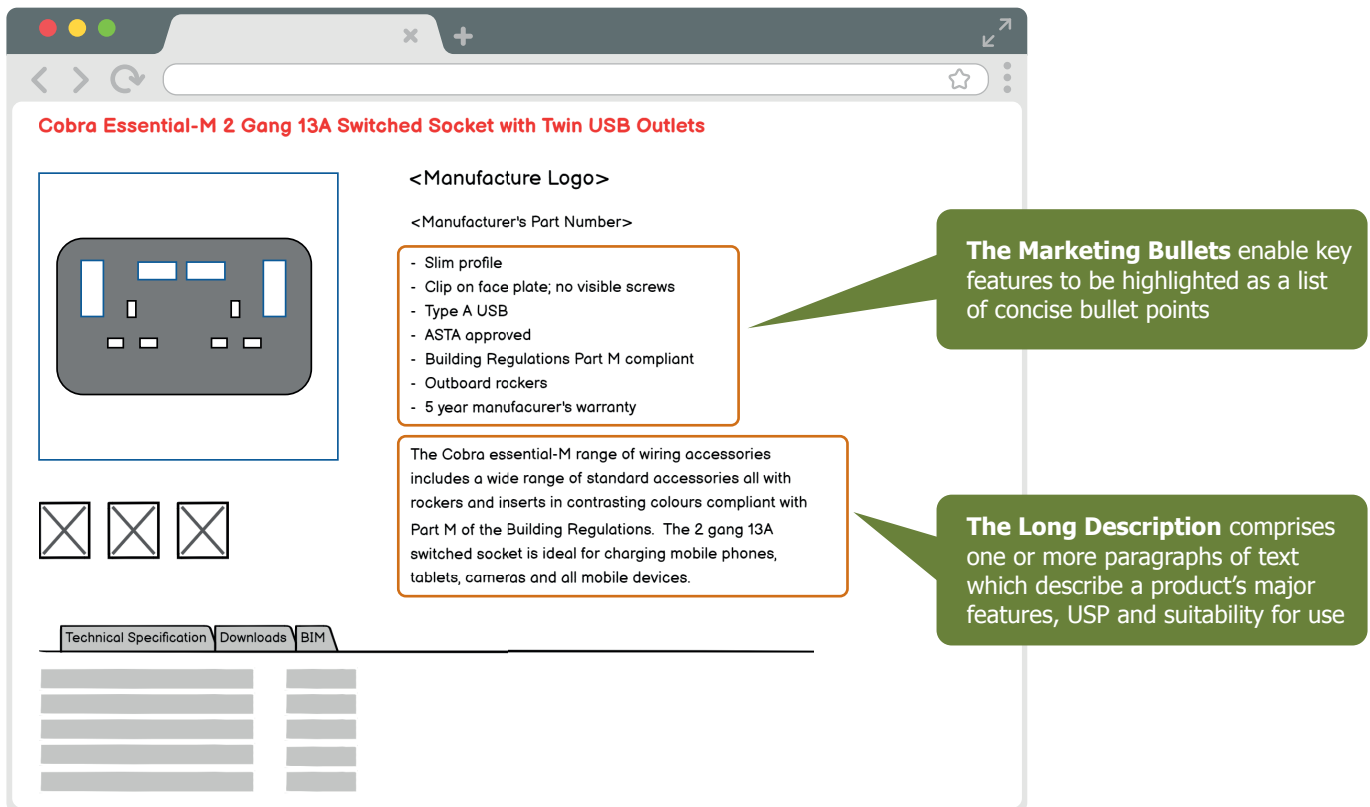 Cobra Essential-M 2 Gang 13A Switched Socket with Twin USB Outlets
<Manufacture Logo>
<Manufacturer's Part Number>
- Slim profile
- Clip on face plate; no visible screws
- Type A USB
- ASTA approved
- Building Regulations Part M compliant
- Outboard rockers
- 5 year manufacurer's warranty
The Cobra essential-M range of wiring accessories
includes a wide range of standard accessories all with
rockers and inserts in contrasting colours compliant with
Part M of the Building Regulations. The 2 gang 13A
switched socket is ideal for charging mobile phones,
tablets, cameras and all mobile devices.
Technical Specification Downloads BIM
The Marketing Bullets enable key
features to be highlighted as a list
of concise bullet points
The Long Description comprises
one or more paragraphs of text
which describe a product's major
features, USP and suitability for use